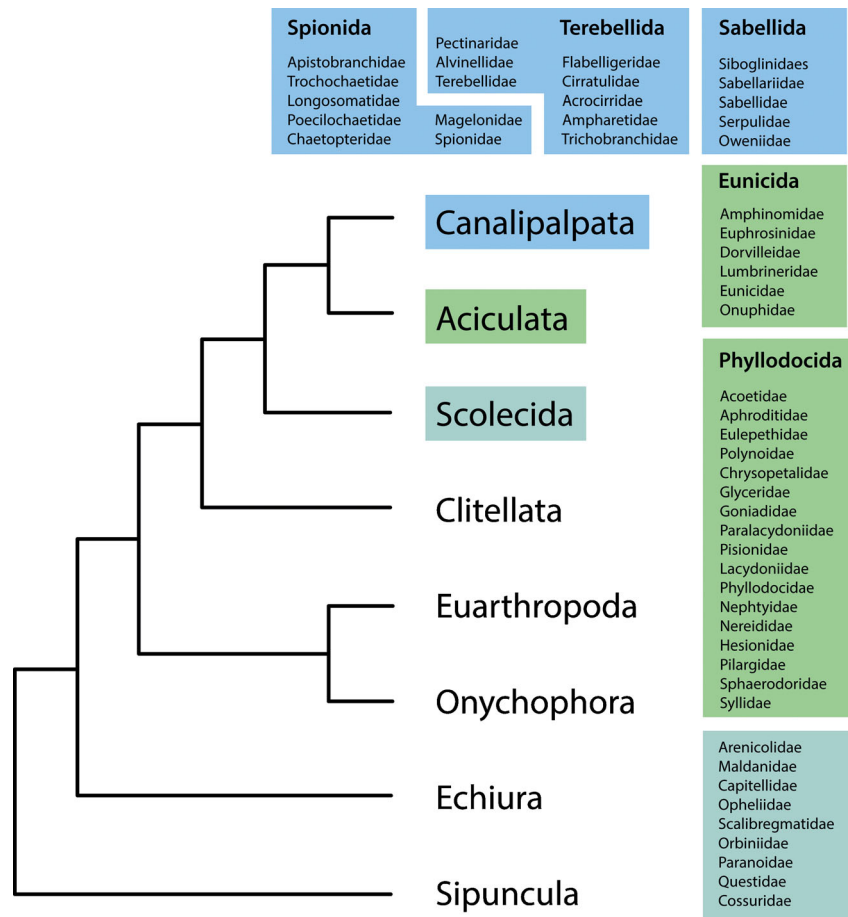 Spionida
Apistobranchidae
Trochochaetidae
Longosomatidae
Poecilochaetidae
Chaetopteridae
Pectinaridae
Alvinellidae
Terebellidae
Magelonidae
Spionidae
Terebellida
Flabelligeridae
Cirratulidae
Acrocirridae
Ampharetidae
Trichobranchidae
Sabellida
Siboglinidaes
Sabellariidae
Sabellidae
Serpulidae
Oweniidae
Canalipalpata
Aciculata
Scolecida
Clitellata
Euarthropoda
Onychophora
Echiura
Sipuncula
Eunicida
Amphinomidae
Euphrosinidae
Dorvilleidae
Lumbrineridae
Eunicidae
Onuphidae
Phyllodocida
Acoetidae
Aphroditidae
Eulepethidae
Polynoidae
Chrysopetalidae
Glyceridae
Goniadidae
Paralacydoniidae
Pisionidae
Lacydoniidae
Phyllodocidae
Nephtyidae
Nereididae
Hesionidae
Pilargidae
Sphaerodoridae
Syllidae
Arenicolidae
Maldanidae
Capitellidae
Opheliidae
Scalibregmatidae
Orbiniidae
Paranoidae
Questidae
Cossuridae